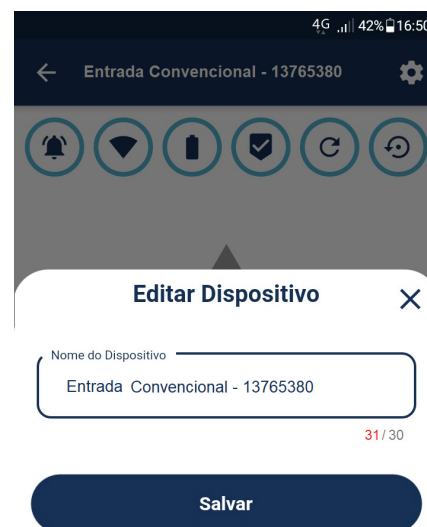 4G 42% 16:50
Entrada Convencional - 13765380
Editar Dispositivo
Nome do Dispositivo
Entrada Convencional - 13765380
31/30
Salvar